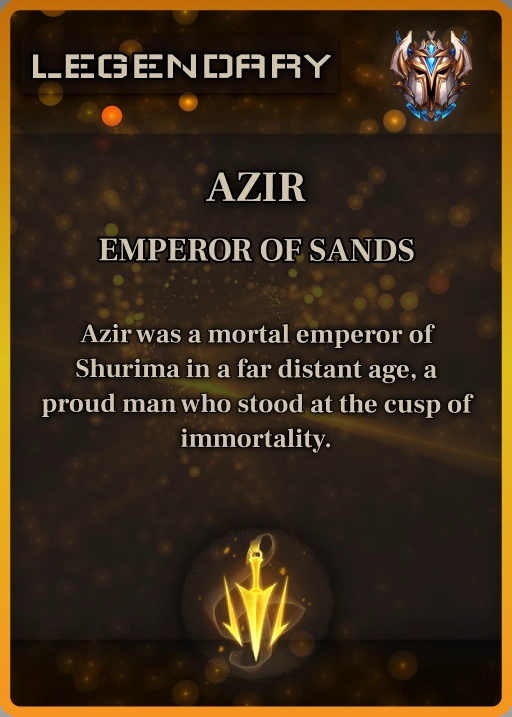 LEGENDARY
AZIR
EMPEROR OF SANDS
Azir was a mortal emperor of
Shurima in a far distant age, a
proud man who stood at the cusp of
immortality.